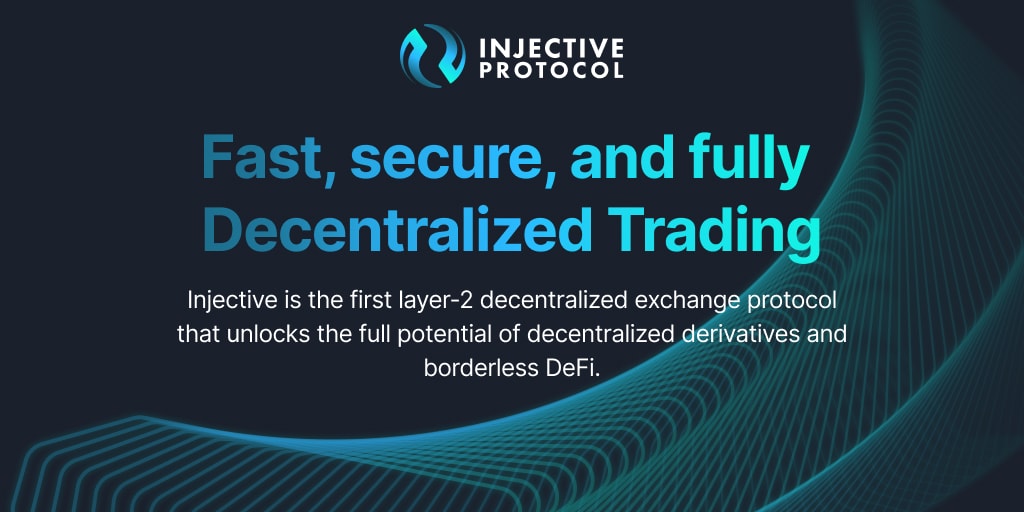 INJECTIVE
PROTOCOL
Fast, secure, and fully
Decentralized Trading
Injective is the first layer-2 decentralized exchange protocol
that unlocks the full potential of decentralized derivatives and
borderless DeFi.